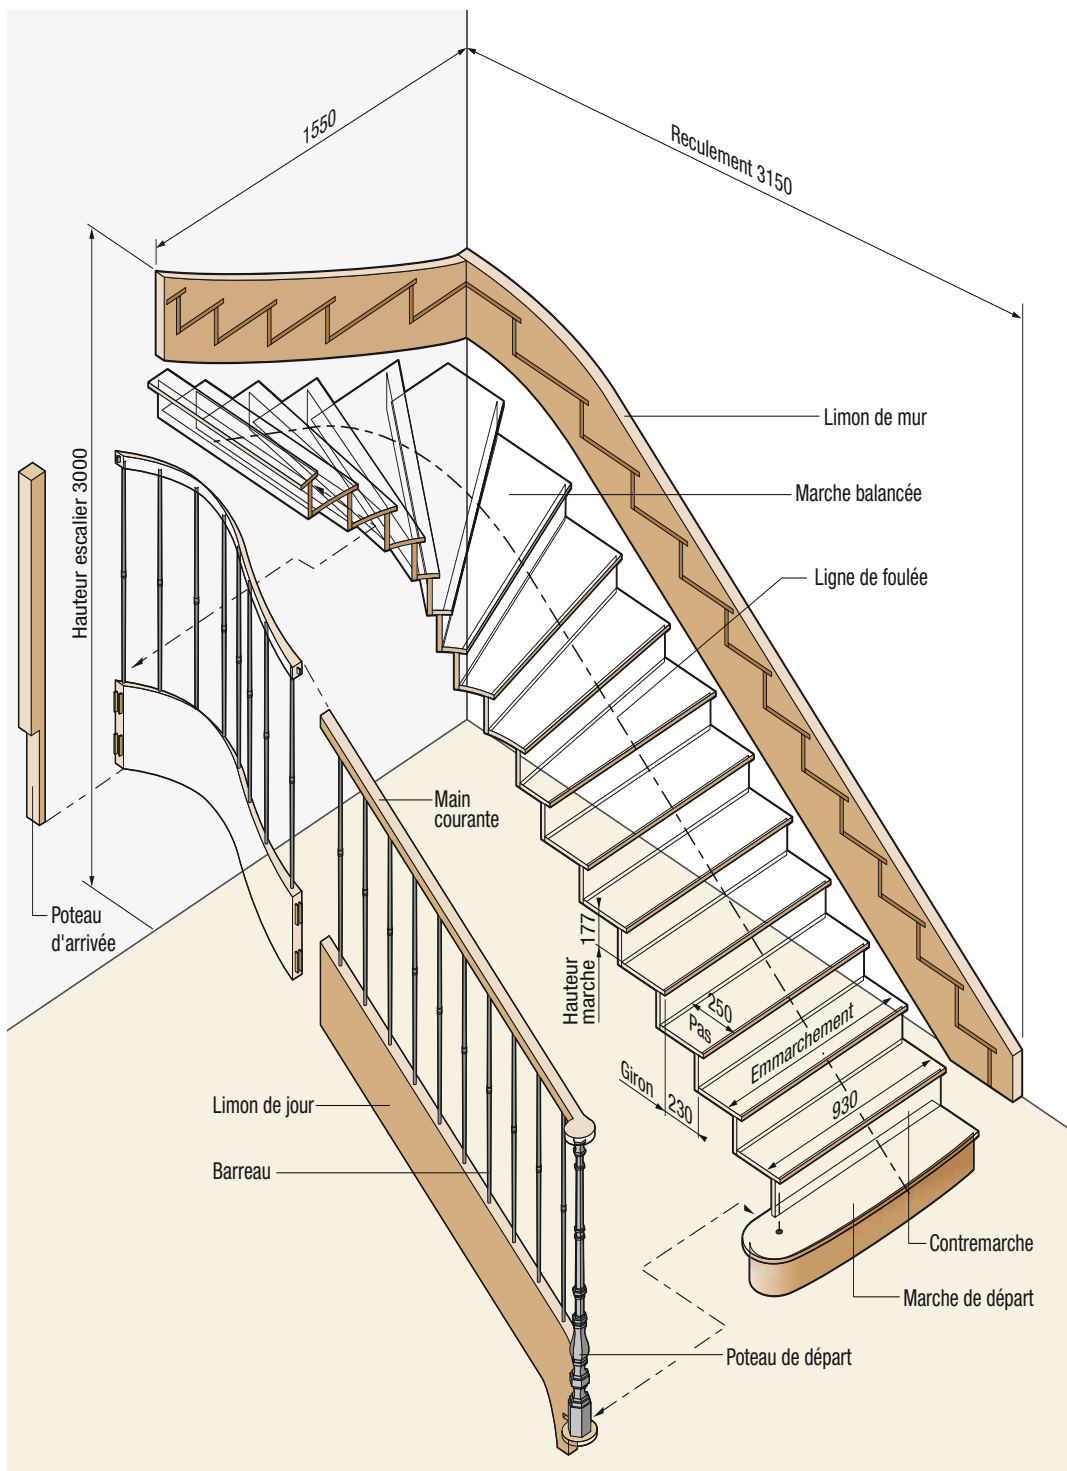 1550
Reculement 3150
Limon de mur
Hauteur escalier 3000
Marche balancée
Ligne de foulée
Main
courante
Poteau
d'arrivée
Hauteur
marche 177
250
Pas
Emmarchement
Giron
230
930
Limon de jour
Barreau
Contremarche
Marche de départ
Poteau de départ